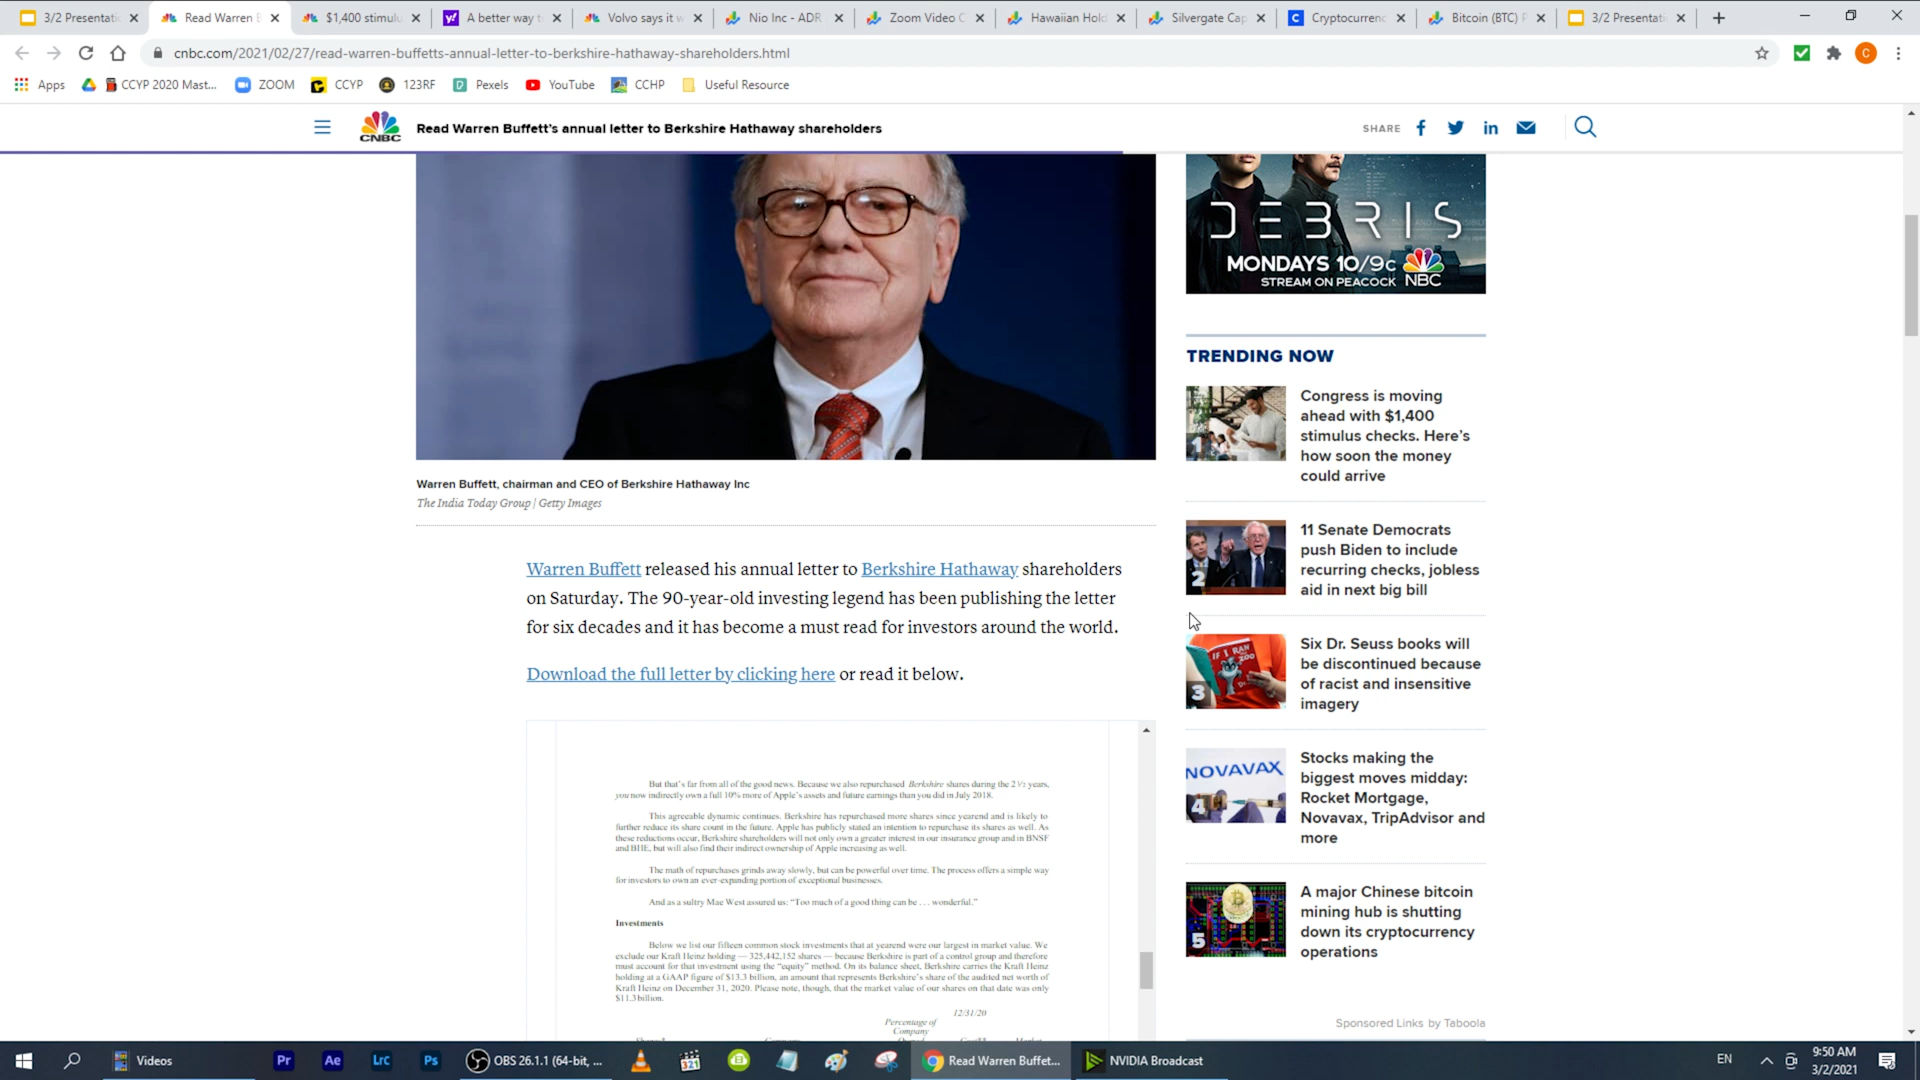 3/2 Presentatio
Read Warren B
$1,400 stimulu
A better way t
Volvo says it w
Nio Inc - ADR
Zoom Video C
Hawaiian Hold
Silvergate Cap
Cryptocurrenc
Bitcoin (BTC) P
3/2 Presentati
cnbc.com/2021/02/27/read-warren-buffetts-annual-letter-to-berkshire-hathaway-shareholders.html
C
Apps
CCYP 2020 Mast...
ZOOM
CCYP
123RF
Pexels
YouTube
CCHP
Useful Resource
CNBC
Read Warren Buffett's annual letter to Berkshire Hathaway shareholders
SHARE
DEBRIS
MONDAYS 10/9c
NBC
STREAM ON PEACOCK
TRENDING NOW
1
Congress is moving
ahead with $1,400
stimulus checks. Here's
how soon the money
could arrive
2
11 Senate Democrats
push Biden to include
recurring checks, jobless
aid in next big bill
IF I RAN
THE
ZOO
3
Six Dr. Seuss books will
be discontinued because
of racist and insensitive
imagery
NOVAVAX
4
Stocks making the
biggest moves midday:
Rocket Mortgage,
Novavax, TripAdvisor and
more
5
A major Chinese bitcoin
mining hub is shutting
down its cryptocurrency
operations
Sponsored Links by Taboola
Warren Buffett, chairman and CEO of Berkshire Hathaway Inc
The India Today Group | Getty Images
Warren Buffett released his annual letter to Berkshire Hathaway shareholders
on Saturday. The 90-year-old investing legend has been publishing the letter
for six decades and it has become a must read for investors around the world.
Download the full letter by clicking here or read it below.
But that's far from all of the good news. Because we also repurchased Berkshire shares during the 2 1/2 years,
you now indirectly own a full 10% more of Apple's assets and future earnings than you did in July 2018.
This agreeable dynamic continues. Berkshire has repurchased more shares since yearend and is likely to
further reduce its share count in the future. Apple has publicly stated an intention to repurchase its shares as well. As
these reductions occur, Berkshire shareholders will not only own a greater interest in our insurance group and in BNSF
and BHE, but will also find their indirect ownership of Apple increasing as well.
The math of repurchases grinds away slowly, but can be powerful over time. The process offers a simple way
for investors to own an ever-expanding portion of exceptional businesses.
And as a sultry Mae West assured us: "Too much of a good thing can be . . . wonderful."
Investments
Below we list our fifteen common stock investments that at yearend were our largest in market value. We
exclude our Kraft Heinz holding — 325,442,152 shares — because Berkshire is part of a control group and therefore
must account for that investment using the "equity" method. On its balance sheet, Berkshire carries the Kraft Heinz
holding at a GAAP figure of $13.3 billion, an amount that represents Berkshire's share of the audited net worth of
Kraft Heinz on December 31, 2020. Please note, though, that the market value of our shares on that date was only
$11.3 billion.
12/31/20
Percentage of
Company
Videos
Pr
Ae
Lrc
Ps
OBS 26.1.1 (64-bit, ...
321
Read Warren Buffet...
NVIDIA Broadcast
EN
9:50 AM
3/2/2021